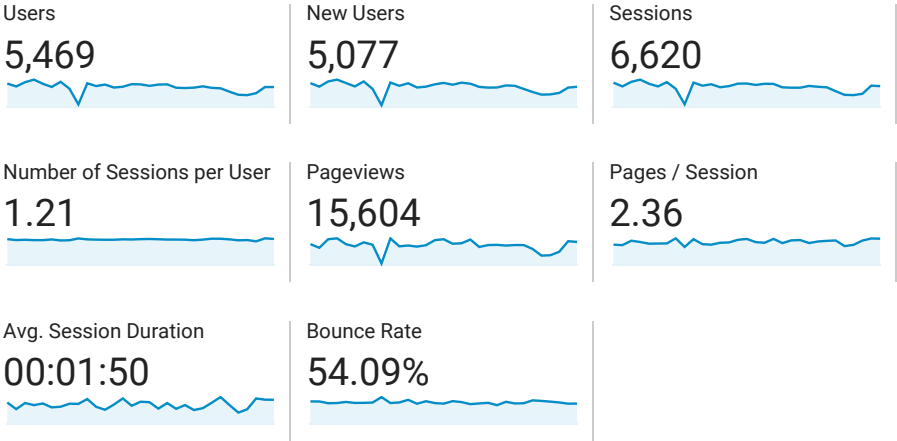 Users
5,469
New Users
5,077
Sessions
6,620
Number of Sessions per User
1.21
Pageviews
15,604
Pages / Session
2.36
Avg. Session Duration
00:01:50
Bounce Rate
54.09%